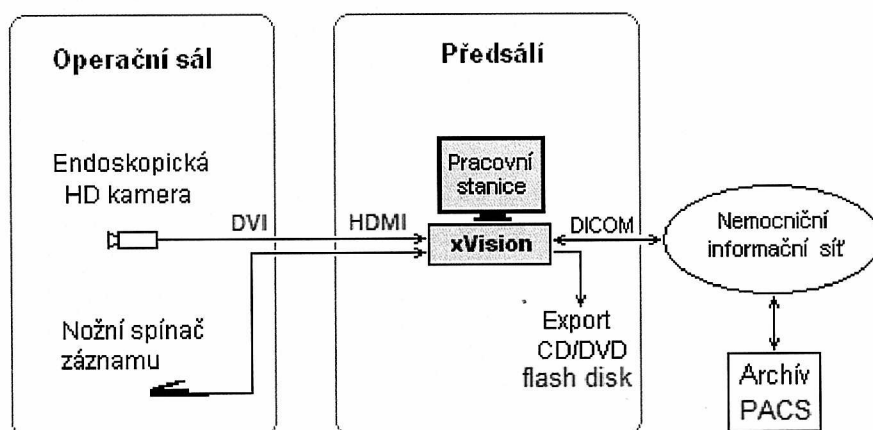 Operační sál
Předsálí
Endoskopická
HD kamera
DVI
HDMI
Pracovní
stanice
xVision
DICOM
Nemocniční
informační síť
Nožní spínač
záznamu
Export
CD/DVD
flash disk
Archív
PACS